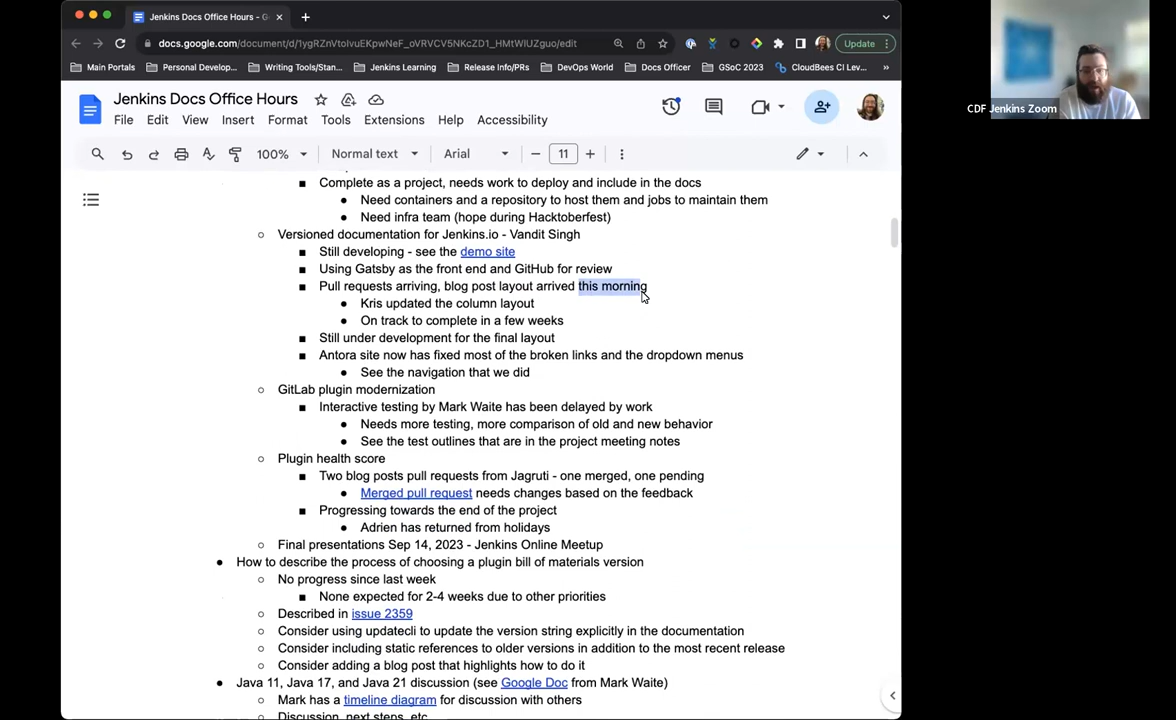 Jenkins Docs Office Hours - G
docs.google.com/document/d/1ygRZnVtoIvuEKpwNeF_oVRVCV5NKcZD1_HMtWlUZguo/edit
Update
Main Portals
Personal Develop...
Writing Tools/Stan...
Jenkins Learning
Release Info/PRs
DevOps World
Docs Officer
GSoC 2023
CloudBees CI Lev...
»
CDF Jenkins Zoom
Jenkins Docs Office Hours
File Edit View Insert Format Tools Extensions Help Accessibility
100% Normal text Arial 11
Complete as a project, needs work to deploy and include in the docs
Need containers and a repository to host them and jobs to maintain them
Need infra team (hope during Hacktoberfest)
Versioned documentation for Jenkins.io - Vandit Singh
Still developing - see the demo site
Using Gatsby as the front end and GitHub for review
Pull requests arriving, blog post layout arrived this morning
Kris updated the column layout
On track to complete in a few weeks
Still under development for the final layout
Antora site now has fixed most of the broken links and the dropdown menus
See the navigation that we did
GitLab plugin modernization
Interactive testing by Mark Waite has been delayed by work
Needs more testing, more comparison of old and new behavior
See the test outlines that are in the project meeting notes
Plugin health score
Two blog posts pull requests from Jagruti - one merged, one pending
Merged pull request needs changes based on the feedback
Progressing towards the end of the project
Adrien has returned from holidays
Final presentations Sep 14, 2023 - Jenkins Online Meetup
How to describe the process of choosing a plugin bill of materials version
No progress since last week
None expected for 2-4 weeks due to other priorities
Described in issue 2359
Consider using updatecli to update the version string explicitly in the documentation
Consider including static references to older versions in addition to the most recent release
Consider adding a blog post that highlights how to do it
Java 11, Java 17, and Java 21 discussion (see Google Doc from Mark Waite)
Mark has a timeline diagram for discussion with others
Discussion, next steps, etc.